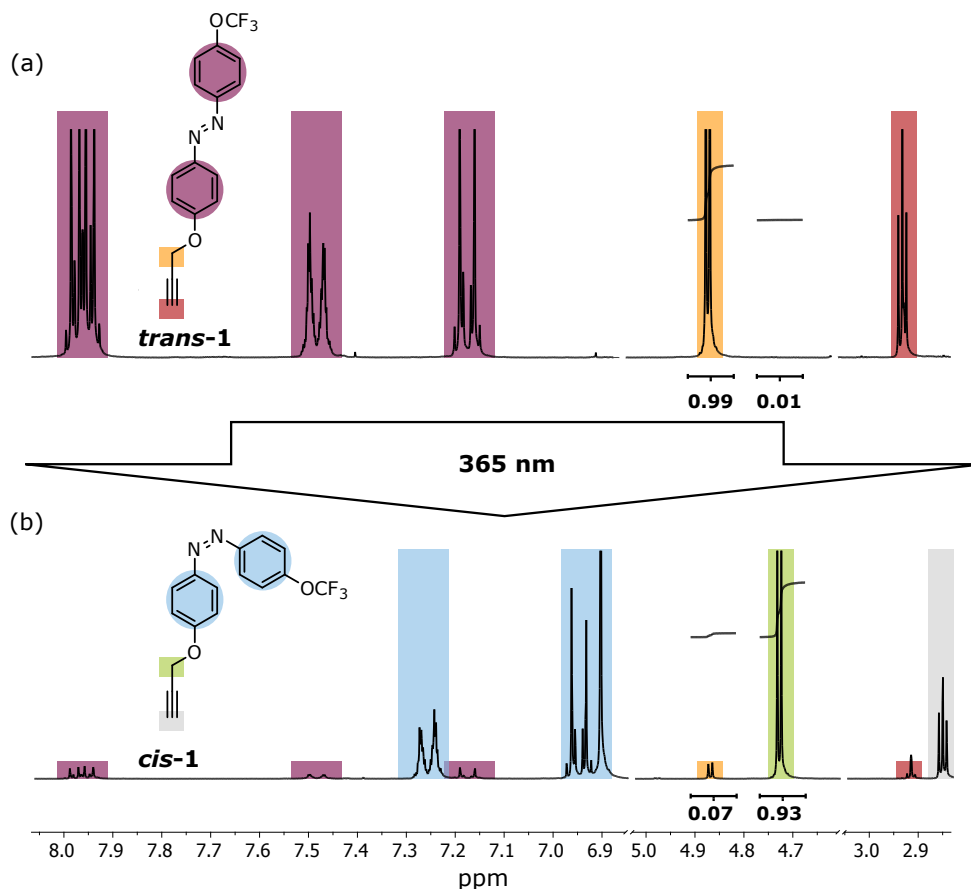 (a)
OCF3
N
N
O
trans-1
0.99 0.01
365 nm
(b)
N
N
OCF3
O
cis-1
0.07 0.93
8.0 7.9 7.8 7.7 7.6 7.5 7.4 7.3 7.2 7.1 7.0 6.9 5.0 4.9 4.8 4.7 3.0 2.9
ppm